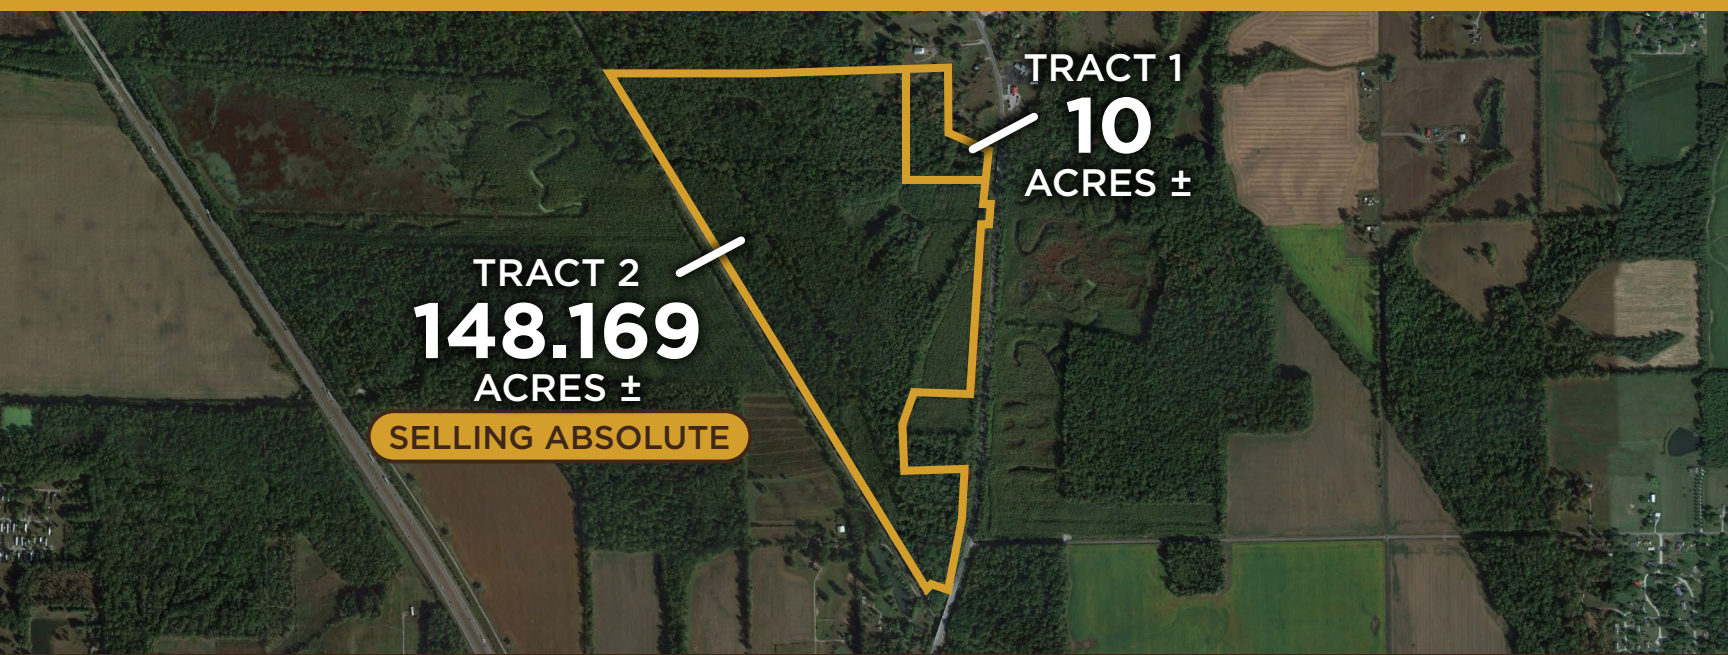 TRACT 1
10
ACRES ±
TRACT 2
148.169
ACRES ±
SELLING ABSOLUTE